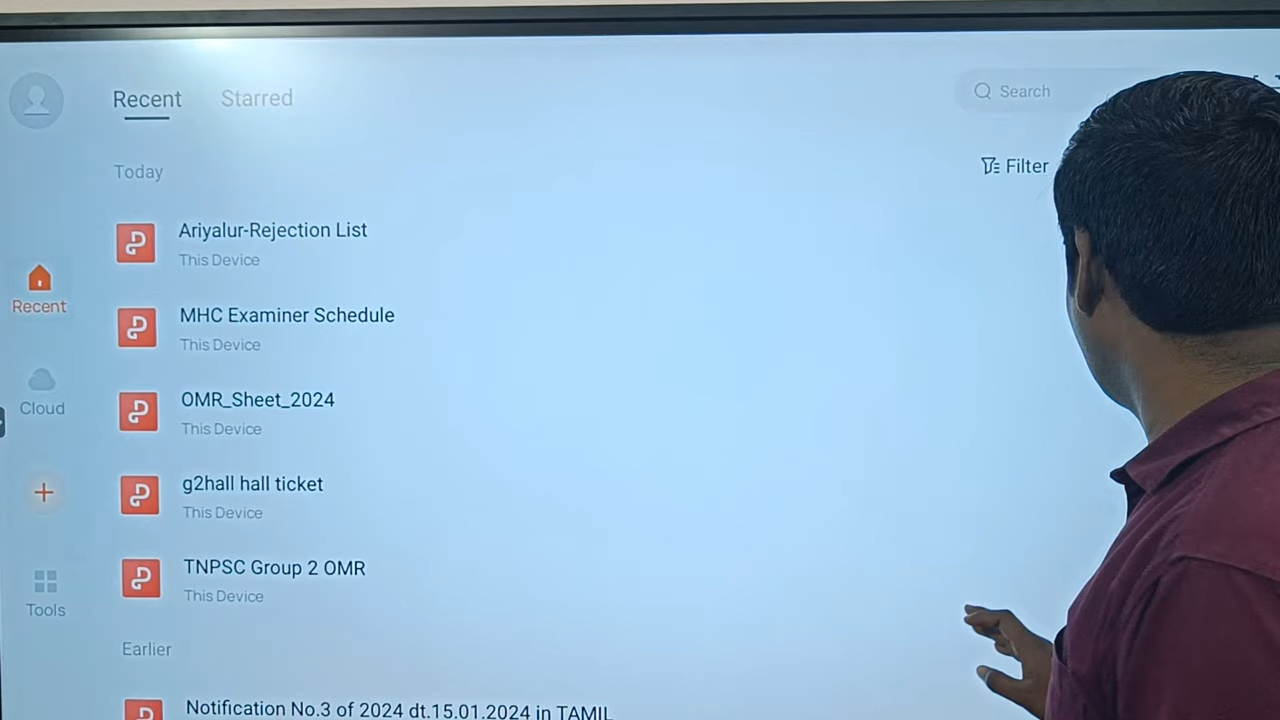 Recent Starred
Search
Today
Filter
Ariyalur-Rejection List
This Device
MHC Examiner Schedule
This Device
OMR_Sheet_2024
This Device
g2hall hall ticket
This Device
TNPSC Group 2 OMR
This Device
Earlier
Notification No.3 of 2024 dt.15.01.2024 in TAMIL
Recent
Cloud
Tools